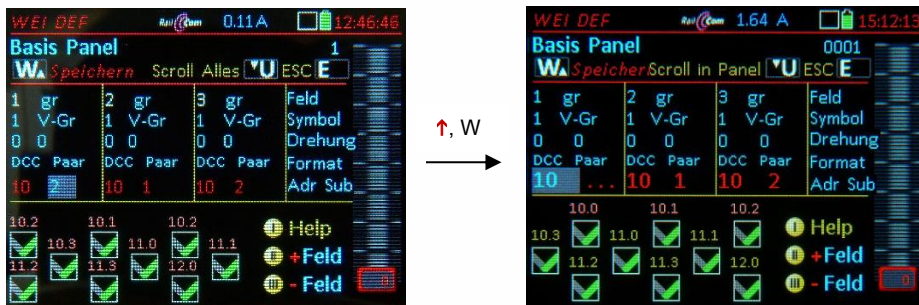 WEI DEF RailCom 0.11 A 12:46:46
Basis Panel 1
W Speichern Scroll Alles U ESC E
1 gr 2 gr 3 gr Feld
1 V-Gr 1 V-Gr 1 V-Gr Symbol
0 0 0 0 0 0 Drehung
DCC Paar DCC Paar DCC Paar Format
10 2 10 1 10 2 Adr Sub
10.2 10.1 10.2
I Help
10.3 11.0 11.1
II +Feld
11.2 11.3 12.0
III - Feld
0
↑, W
WEI DEF RailCom 1.64 A 15:12:13
Basis Panel 0001
W Speichern Scroll in Panel U ESC E
1 gr 2 gr 3 gr Feld
1 V-Gr 1 V-Gr 1 V-Gr Symbol
0 0 0 0 0 0 Drehung
DCC Paar DCC Paar DCC Paar Format
10 ... 10 1 10 2 Adr Sub
10.0 10.1 10.2
I Help
10.3 11.0 11.1
II +Feld
11.2 11.3 12.0
III - Feld
0